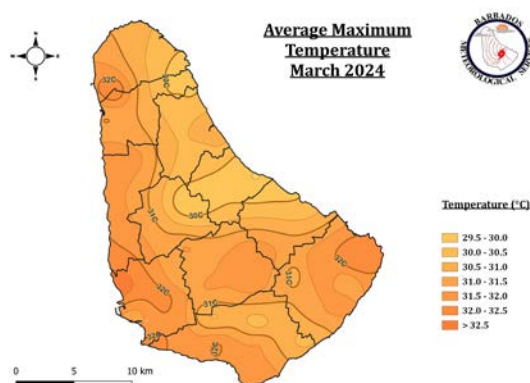 Average Maximum
Temperature
March 2024
BARBADOS
METEOROLOGICAL SERVICES
N
W
E
S
32C
30C
31C
30C
32C
32C
31C
31C
32C
Temperature (°C)
29.5 - 30.0
30.0 - 30.5
30.5 - 31.0
31.0 - 31.5
31.5 - 32.0
32.0 - 32.5
> 32.5
0 5 10 km